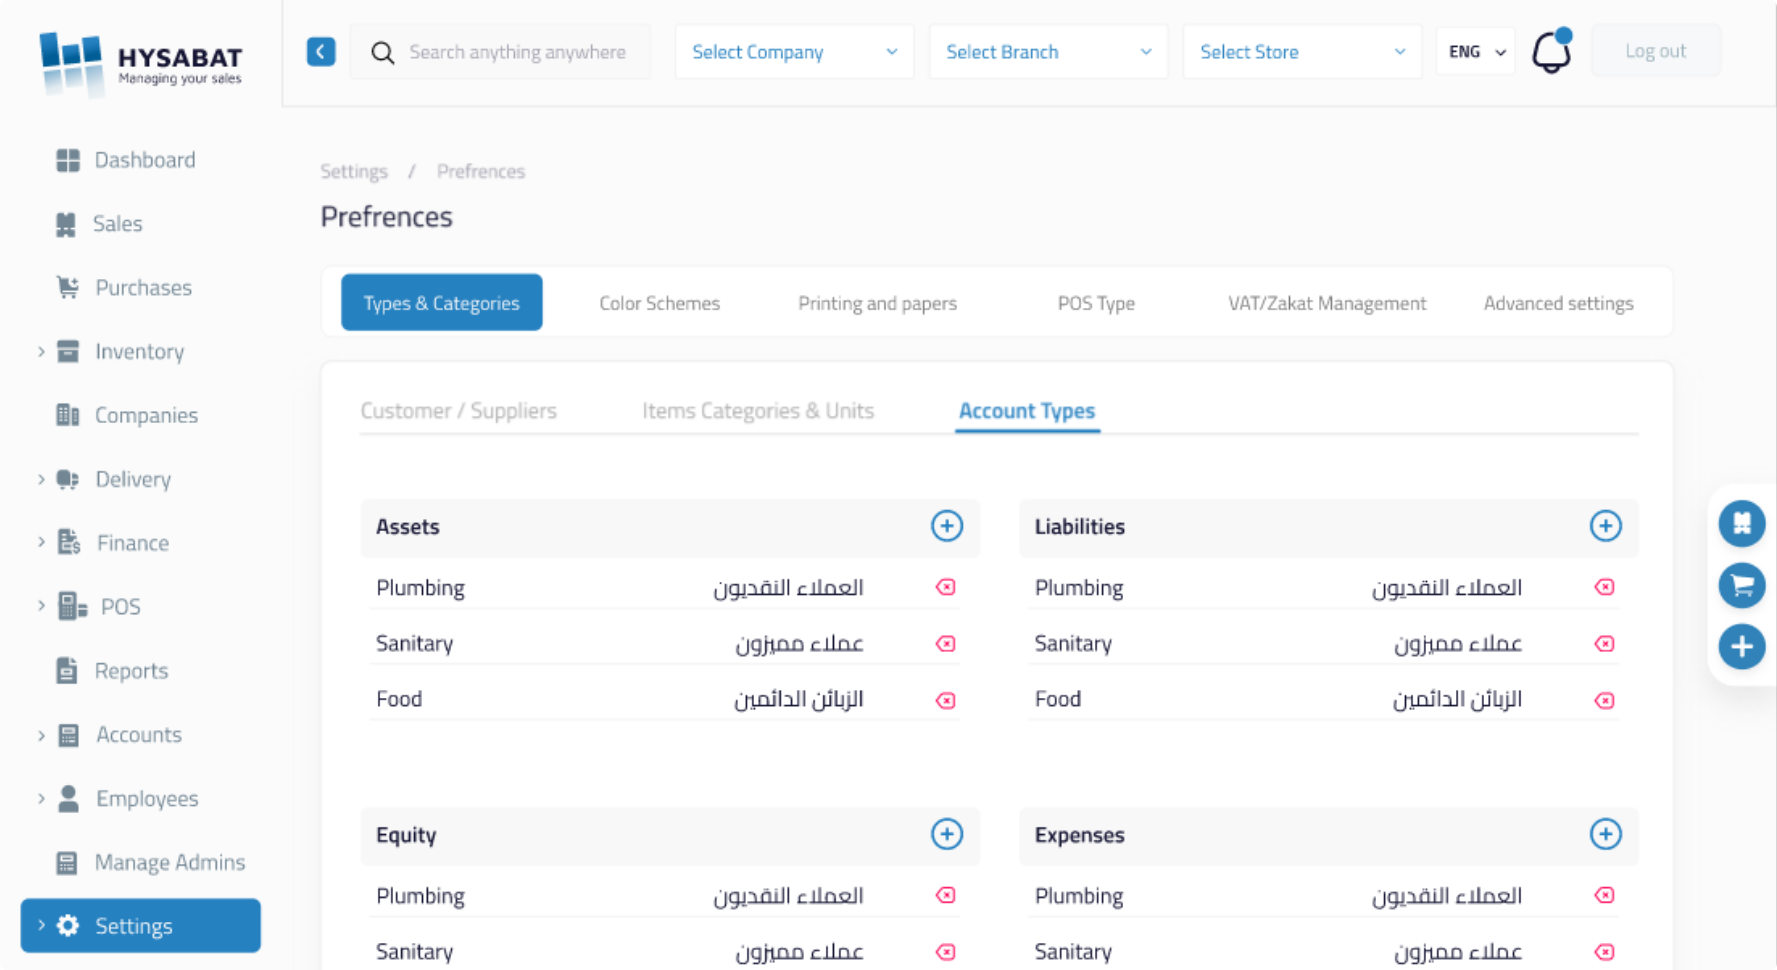 HYSABAT
Managing your sales
Search anything anywhere
Select Company
Select Branch
Select Store
ENG
Log out
Dashboard
Sales
Purchases
Inventory
Companies
Delivery
Finance
POS
Reports
Accounts
Employees
Manage Admins
Settings
Settings / Prefrences
Prefrences
Types & Categories
Color Schemes
Printing and papers
POS Type
VAT/Zakat Management
Advanced settings
Customer / Suppliers
Items Categories & Units
Account Types
Assets
Plumbing العملاء النقديون
Sanitary عملاء مميزون
Food الزبائن الدائمين
Liabilities
Plumbing العملاء النقديون
Sanitary عملاء مميزون
Food الزبائن الدائمين
Equity
Plumbing العملاء النقديون
Sanitary عملاء مميزون
Expenses
Plumbing العملاء النقديون
Sanitary عملاء مميزون